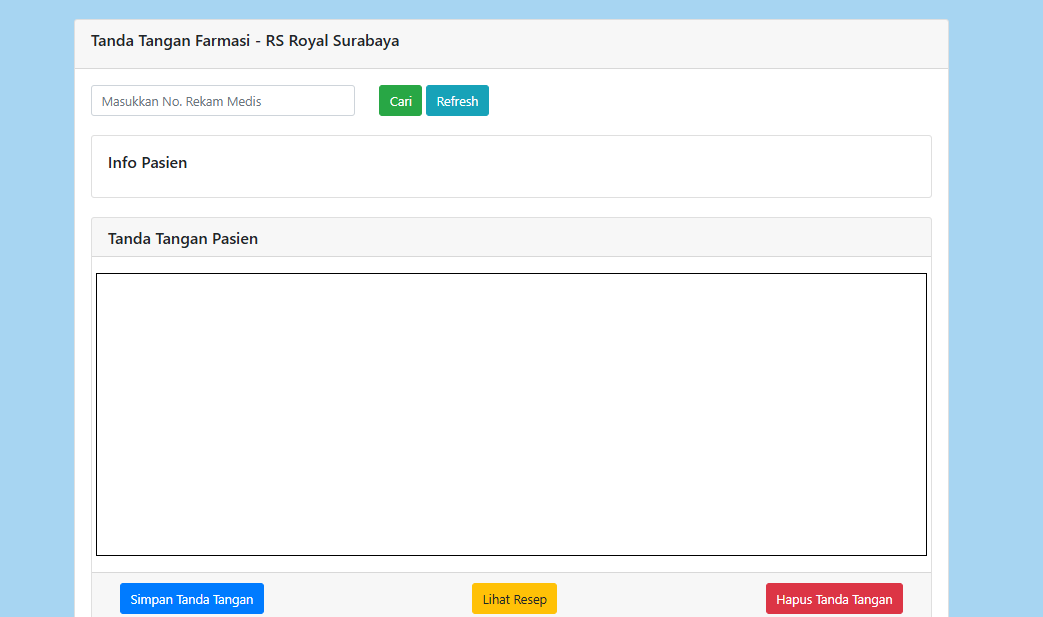 Tanda Tangan Farmasi - RS Royal Surabaya
Masukkan No. Rekam Medis
Cari
Refresh
Info Pasien
Tanda Tangan Pasien
Simpan Tanda Tangan
Lihat Resep
Hapus Tanda Tangan